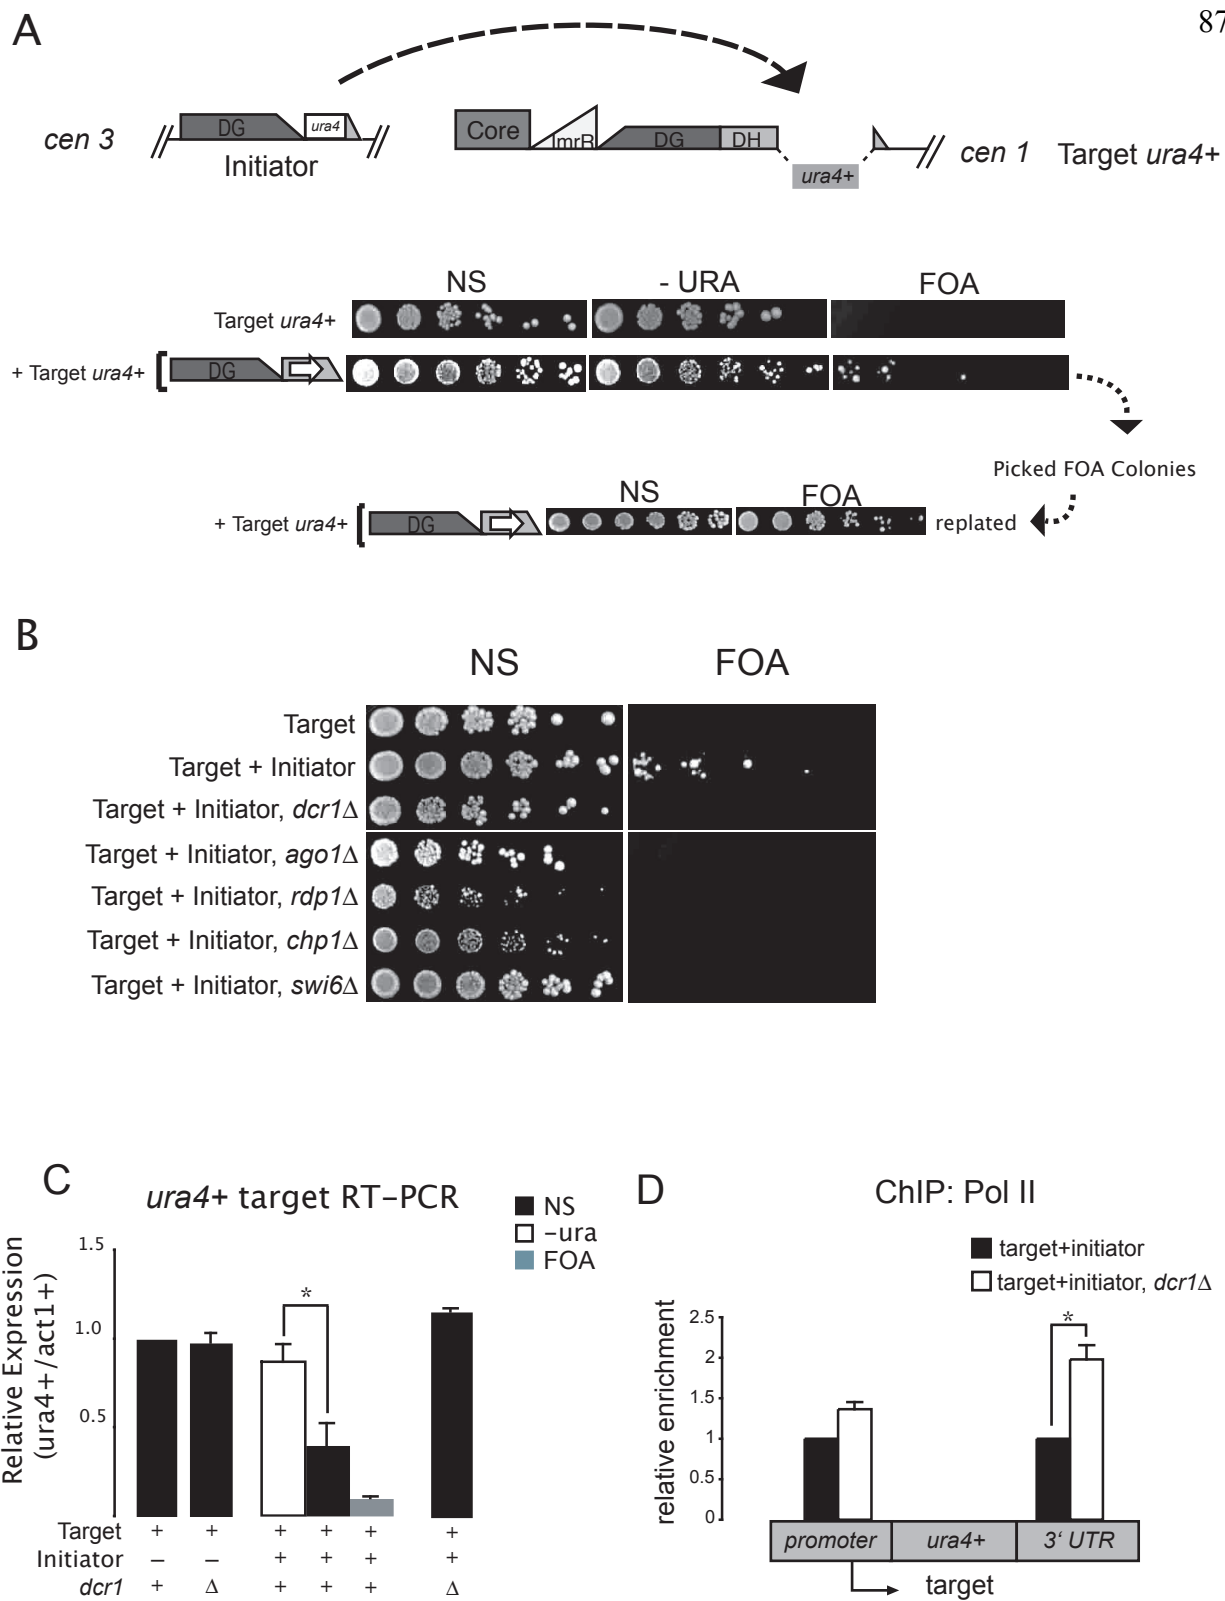 A
87
cen 3
DG
ura4
Initiator
Core
ImrR
DG
DH
ura4+
cen 1
Target ura4+
NS
- URA
FOA
Target ura4+
+ Target ura4+
DG
Picked FOA Colonies
NS
FOA
+ Target ura4+
DG
replated
B
NS
FOA
Target
Target + Initiator
Target + Initiator, dcr1Δ
Target + Initiator, ago1Δ
Target + Initiator, rdp1Δ
Target + Initiator, chp1Δ
Target + Initiator, swi6Δ
C
ura4+ target RT-PCR
NS
-ura
FOA
Relative Expression
(ura4+/act1+)
1.5
1.0
0.5
*
Target + + + + + +
Initiator – – + + + +
dcr1 + Δ + + + Δ
D
ChIP: Pol II
target+initiator
target+initiator, dcr1Δ
relative enrichment
2.5
2
1.5
1
0.5
0
*
promoter ura4+ 3' UTR
target